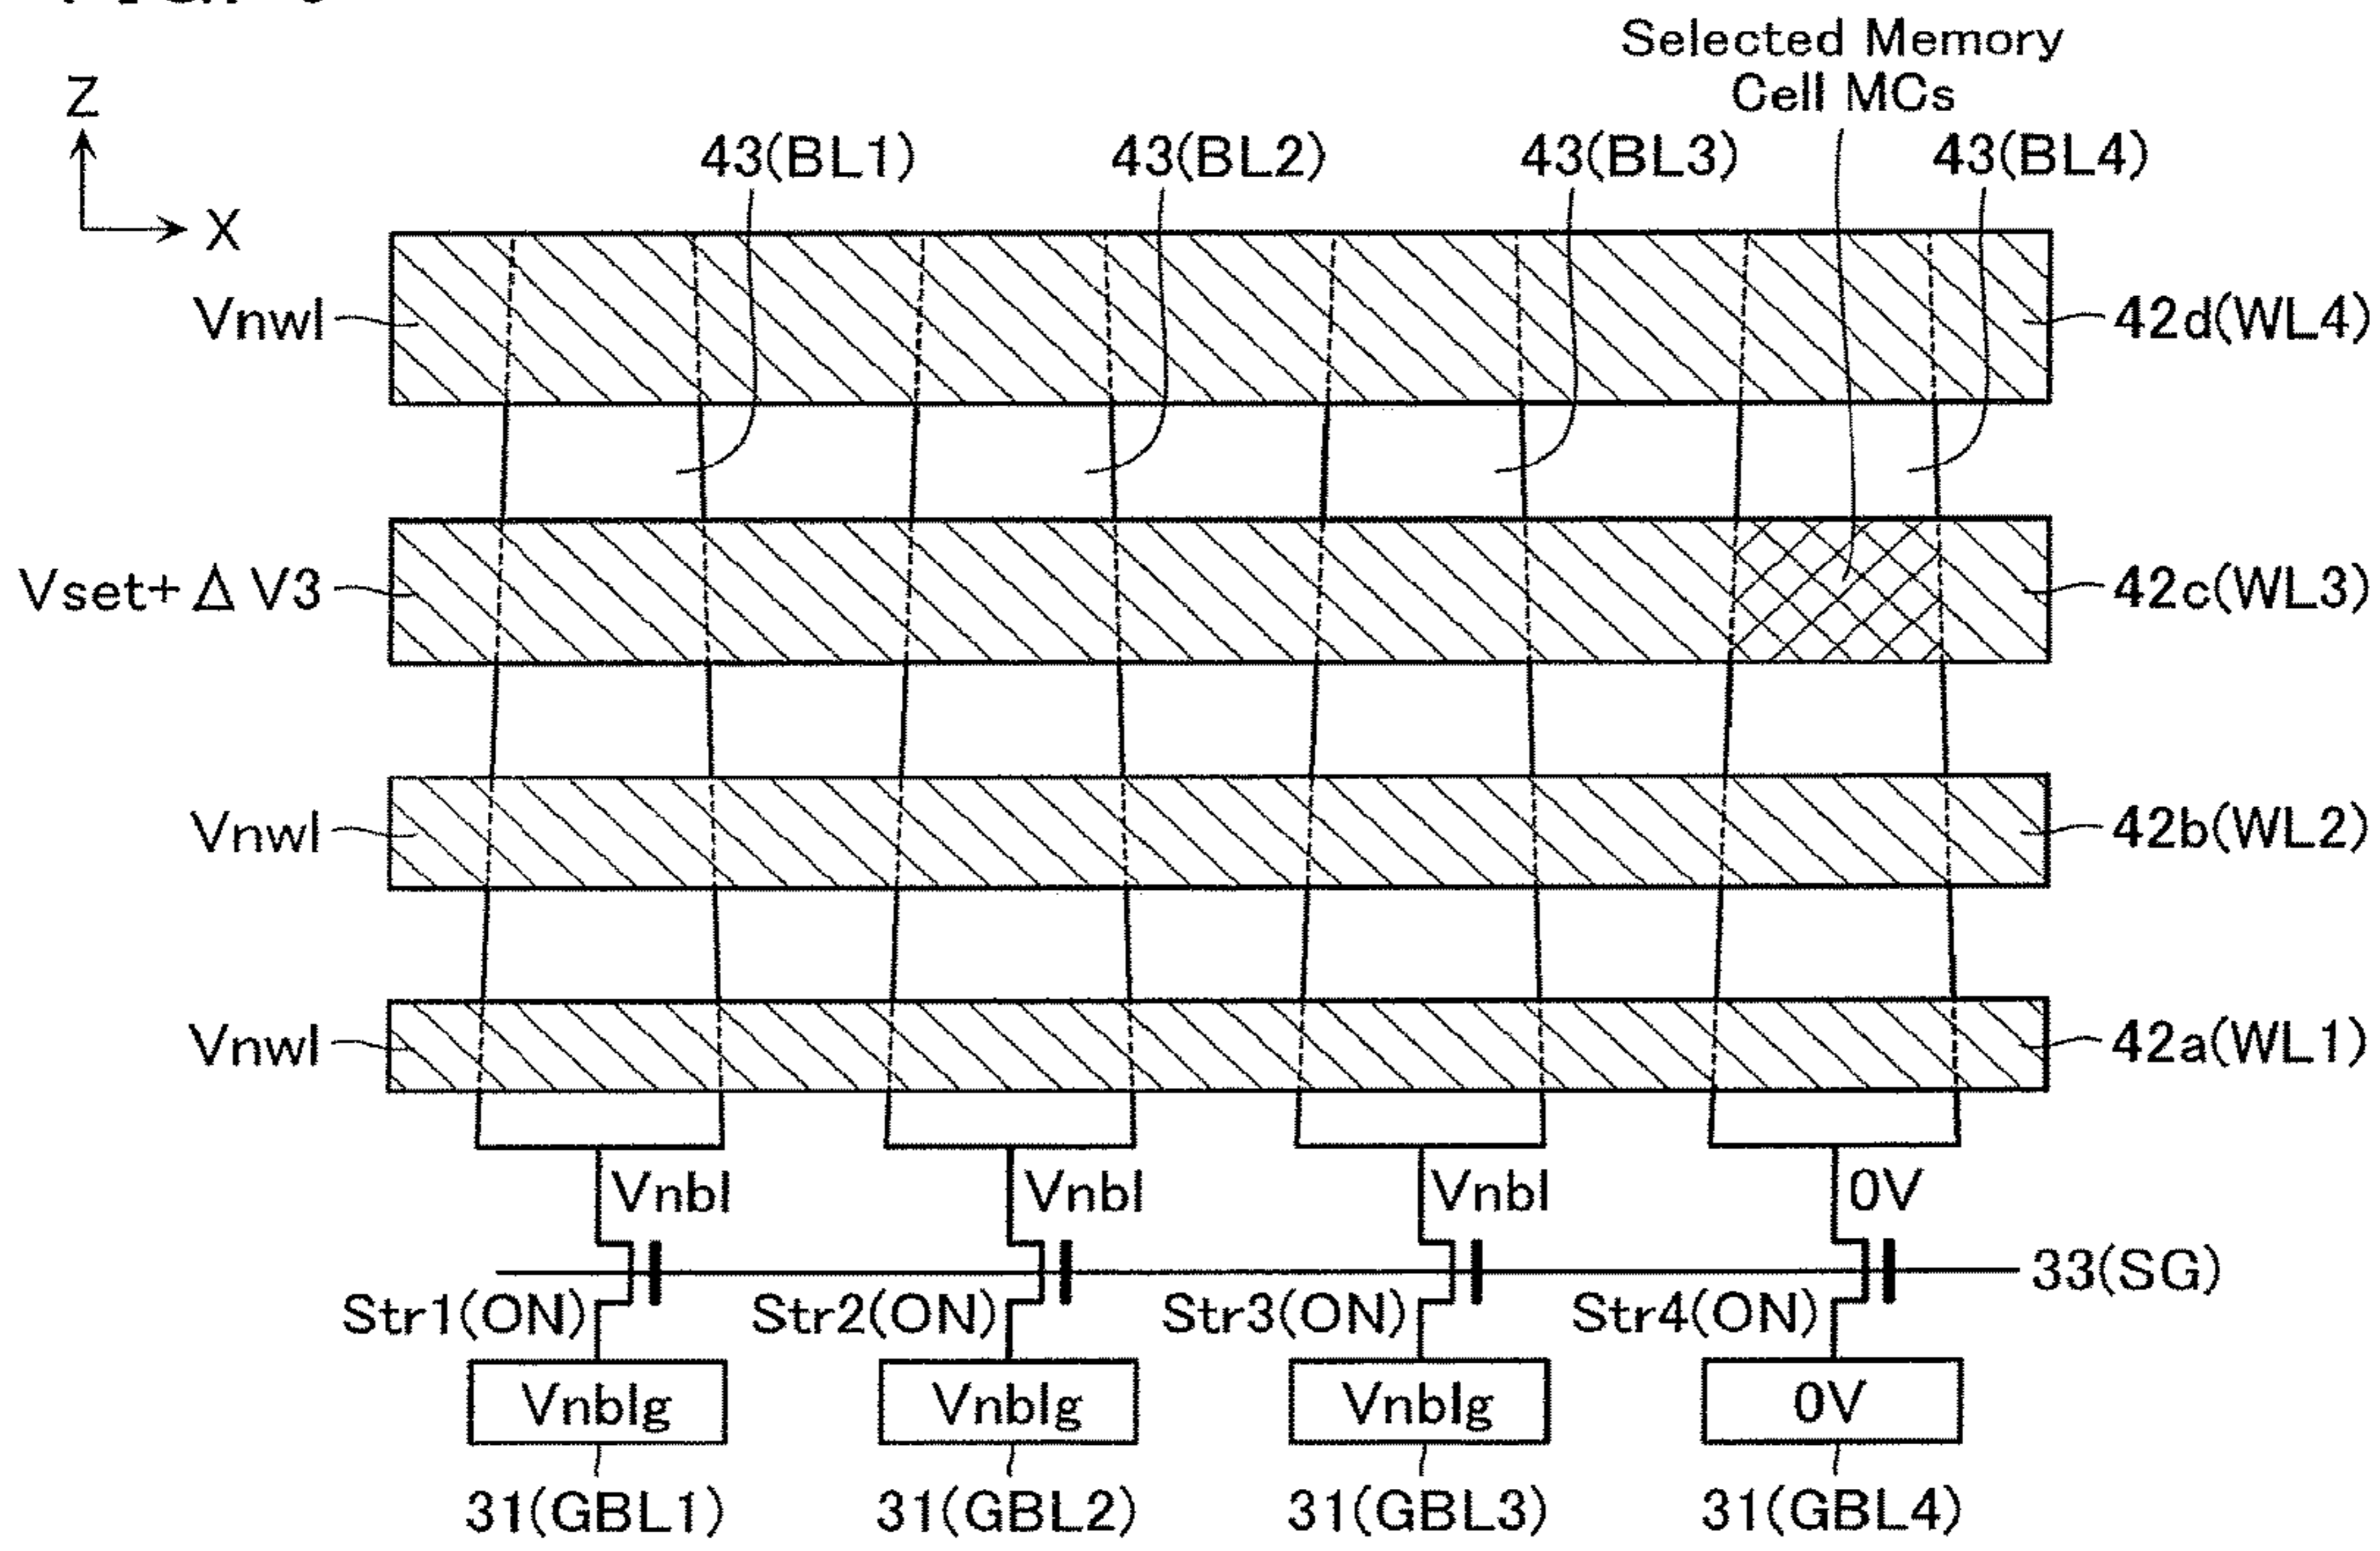 Selected Memory
Cell MCs
Z
X
43(BL1)
43(BL2)
43(BL3)
43(BL4)
Vnwl
42d(WL4)
Vset+ΔV3
42c(WL3)
Vnwl
42b(WL2)
Vnwl
42a(WL1)
Vnbl
Vnbl
Vnbl
0V
33(SG)
Str1(ON)
Str2(ON)
Str3(ON)
Str4(ON)
Vnblg
Vnblg
Vnblg
0V
31(GBL1)
31(GBL2)
31(GBL3)
31(GBL4)